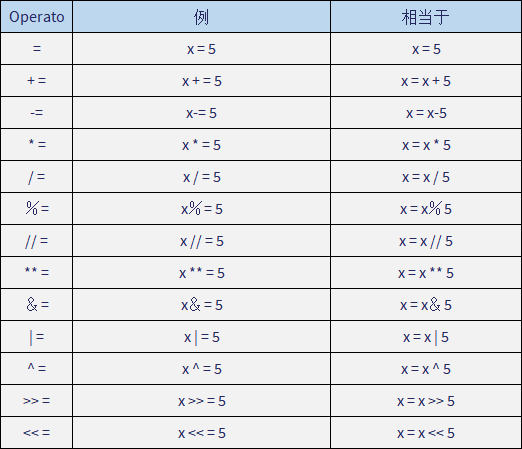 Operato 例 相当于
= x = 5 x = 5
+ = x + = 5 x = x + 5
-= x-= 5 x = x-5
* = x * = 5 x = x * 5
/ = x / = 5 x = x / 5
%= x%= 5 x = x% 5
// = x // = 5 x = x // 5
** = x ** = 5 x = x ** 5
&= x&= 5 x = x& 5
| = x | = 5 x = x | 5
^ = x ^ = 5 x = x ^ 5
>> = x >> = 5 x = x >> 5
<< = x << = 5 x = x << 5